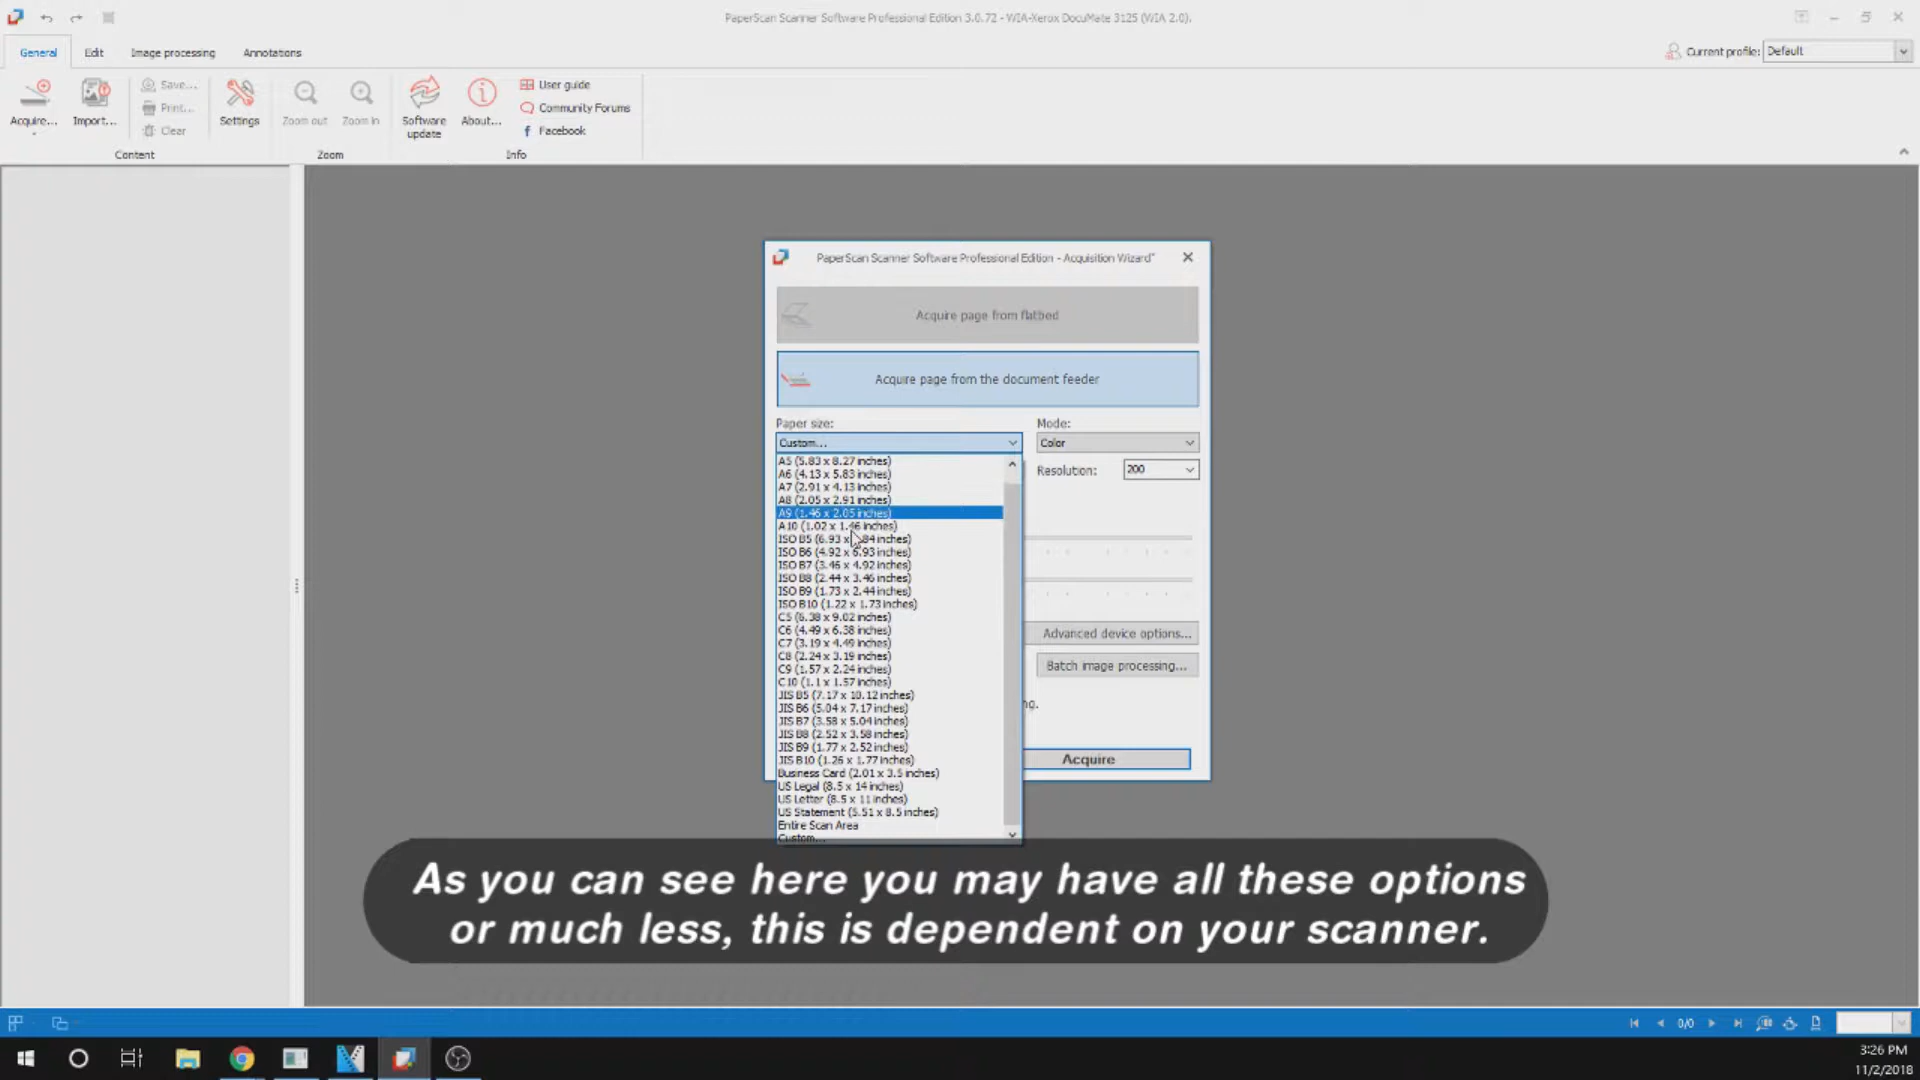 PaperScan Scanner Software Professional Edition 3.0.72 - WIA-Xerox DocuMate 3125 (WIA 2.0).
General Edit Image processing Annotations
Current profile: Default
Acquire... Import... Save... Print... Clear Settings Zoom out Zoom in Software update About... User guide Community Forums Facebook
Content Zoom Info
PaperScan Scanner Software Professional Edition - Acquisition Wizard"
Acquire page from flatbed
Acquire page from the document feeder
Paper size: Mode:
Custom... Color
Resolution: 200
A5 (5.83 x 8.27 inches)
A6 (4.13 x 5.83 inches)
A7 (2.91 x 4.13 inches)
A8 (2.05 x 2.91 inches)
A9 (1.46 x 2.05 inches)
A10 (1.02 x 1.46 inches)
ISO B5 (6.93 x .84 inches)
ISO B6 (4.92 x 6.93 inches)
ISO B7 (3.46 x 4.92 inches)
ISO B8 (2.44 x 3.46 inches)
ISO B9 (1.73 x 2.44 inches)
ISO B10 (1.22 x 1.73 inches)
C5 (6.38 x 9.02 inches)
C6 (4.49 x 6.38 inches)
C7 (3.19 x 4.49 inches)
C8 (2.24 x 3.19 inches)
C9 (1.57 x 2.24 inches)
C10 (1.1 x 1.57 inches)
JIS B5 (7.17 x 10.12 inches)
JIS B6 (5.04 x 7.17 inches)
JIS B7 (3.58 x 5.04 inches)
JIS B8 (2.52 x 3.58 inches)
JIS B9 (1.77 x 2.52 inches)
JIS B10 (1.26 x 1.77 inches)
Business Card (2.01 x 3.5 inches)
US Legal (8.5 x 14 inches)
US Letter (8.5 x 11 inches)
US Statement (5.51 x 8.5 inches)
Entire Scan Area
Custom...
Advanced device options...
Batch image processing...
ng.
Acquire
As you can see here you may have all these options
or much less, this is dependent on your scanner.
0/0
3:26 PM
11/2/2018